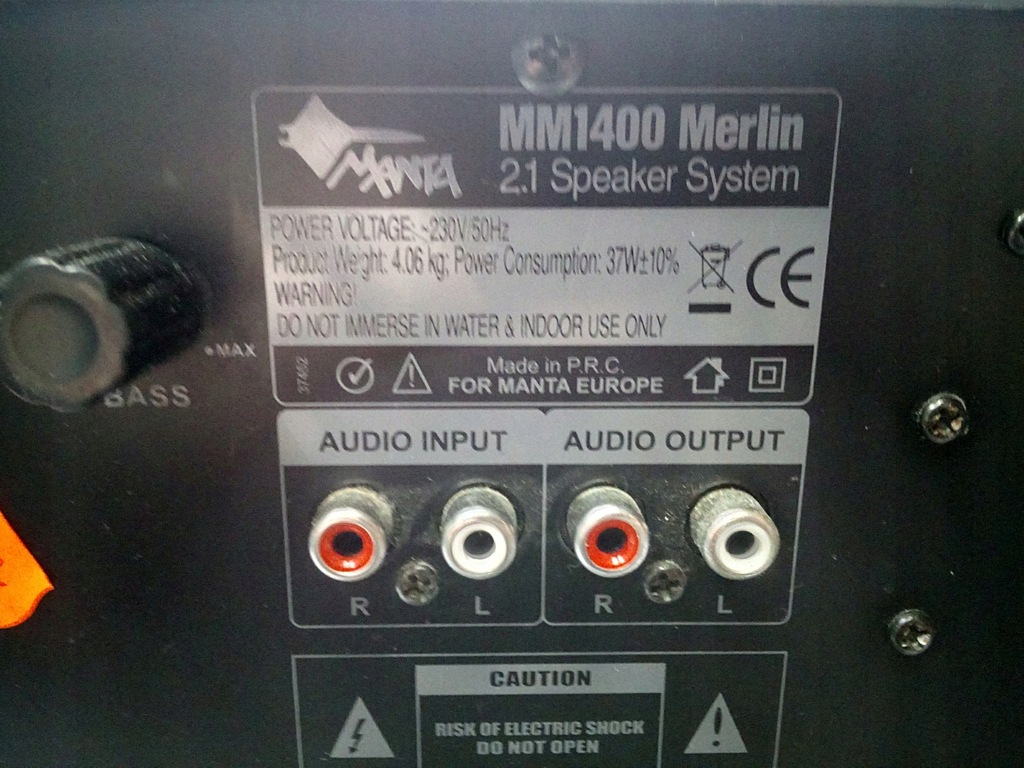 MANTA
MM1400 Merlin
2.1 Speaker System
POWER VOLTAGE: ~230V/50Hz
Product Weight: 4.06 kg; Power Consumption: 37W±10%
WARNING!
DO NOT IMMERSE IN WATER & INDOOR USE ONLY
CE
Made in P.R.C.
FOR MANTA EUROPE
•MAX
BASS
AUDIO INPUT
AUDIO OUTPUT
R
L
R
L
CAUTION
RISK OF ELECTRIC SHOCK
DO NOT OPEN